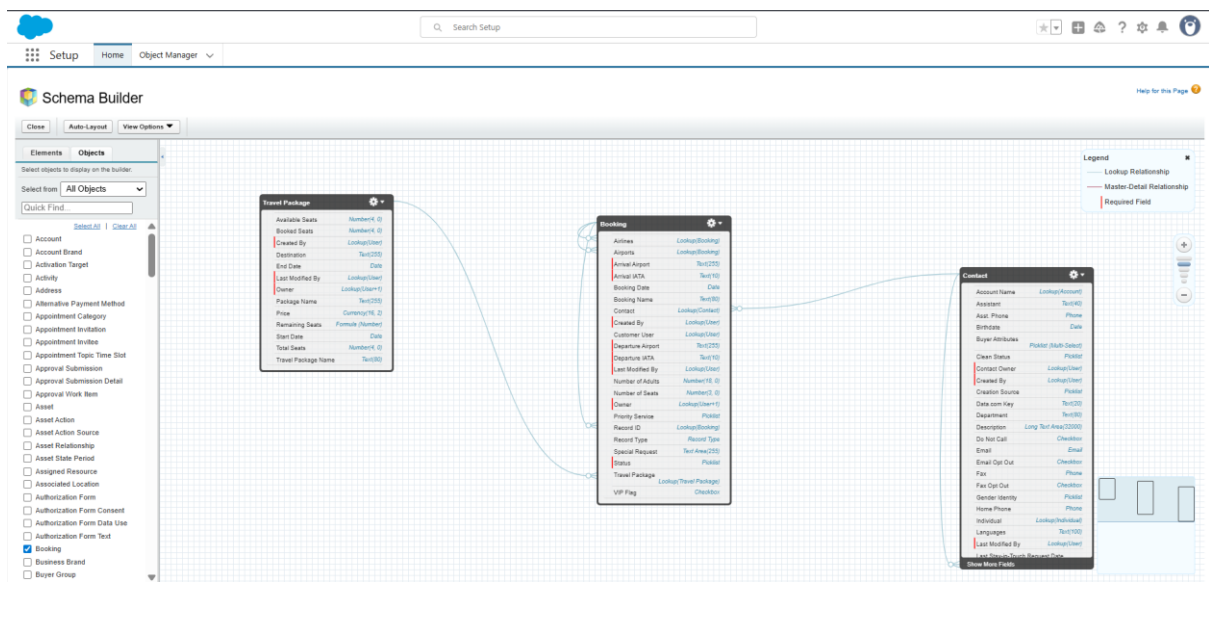 Search Setup
Setup Home Object Manager
Schema Builder
Help for this Page
Close Auto-Layout View Options
Elements Objects
Select objects to display on the builder.
Select from All Objects
Quick Find...
Select All | Clear All
Account
Account Brand
Activation Target
Activity
Address
Alternative Payment Method
Appointment Category
Appointment Invitation
Appointment Invitee
Appointment Topic Time Slot
Approval Submission
Approval Submission Detail
Approval Work Item
Asset
Asset Action
Asset Action Source
Asset Relationship
Asset State Period
Assigned Resource
Associated Location
Authorization Form
Authorization Form Consent
Authorization Form Data Use
Authorization Form Text
Booking
Business Brand
Buyer Group
Travel Package
Available Seats Number(4, 0)
Booked Seats Number(4, 0)
Created By Lookup(User)
Destination Text(255)
End Date Date
Last Modified By Lookup(User)
Owner Lookup(User+1)
Package Name Text(255)
Price Currency(16, 2)
Remaining Seats Formula (Number)
Start Date Date
Total Seats Number(4, 0)
Travel Package Name Text(80)
Booking
Airlines Lookup(Booking)
Airports Lookup(Booking)
Arrival Airport Text(255)
Arrival IATA Text(10)
Booking Date Date
Booking Name Text(80)
Contact Lookup(Contact)
Created By Lookup(User)
Customer User Lookup(User)
Departure Airport Text(255)
Departure IATA Text(10)
Last Modified By Lookup(User)
Number of Adults Number(18, 0)
Number of Seats Number(3, 0)
Owner Lookup(User+1)
Priority Service Picklist
Record ID Lookup(Booking)
Record Type Record Type
Special Request Text Area(255)
Status Picklist
Travel Package
Lookup(Travel Package)
VIP Flag Checkbox
Contact
Account Name Lookup(Account)
Assistant Text(40)
Asst. Phone Phone
Birthdate Date
Buyer Attributes
Picklist (Multi-Select)
Clean Status Picklist
Contact Owner Lookup(User)
Created By Lookup(User)
Creation Source Picklist
Data.com Key Text(20)
Department Text(80)
Description Long Text Area(32000)
Do Not Call Checkbox
Email Email
Email Opt Out Checkbox
Fax Phone
Fax Opt Out Checkbox
Gender Identity Picklist
Home Phone Phone
Individual Lookup(Individual)
Languages Text(100)
Last Modified By Lookup(User)
Last Stay-in-Touch Request Date
Show More Fields
Legend
Lookup Relationship
Master-Detail Relationship
Required Field